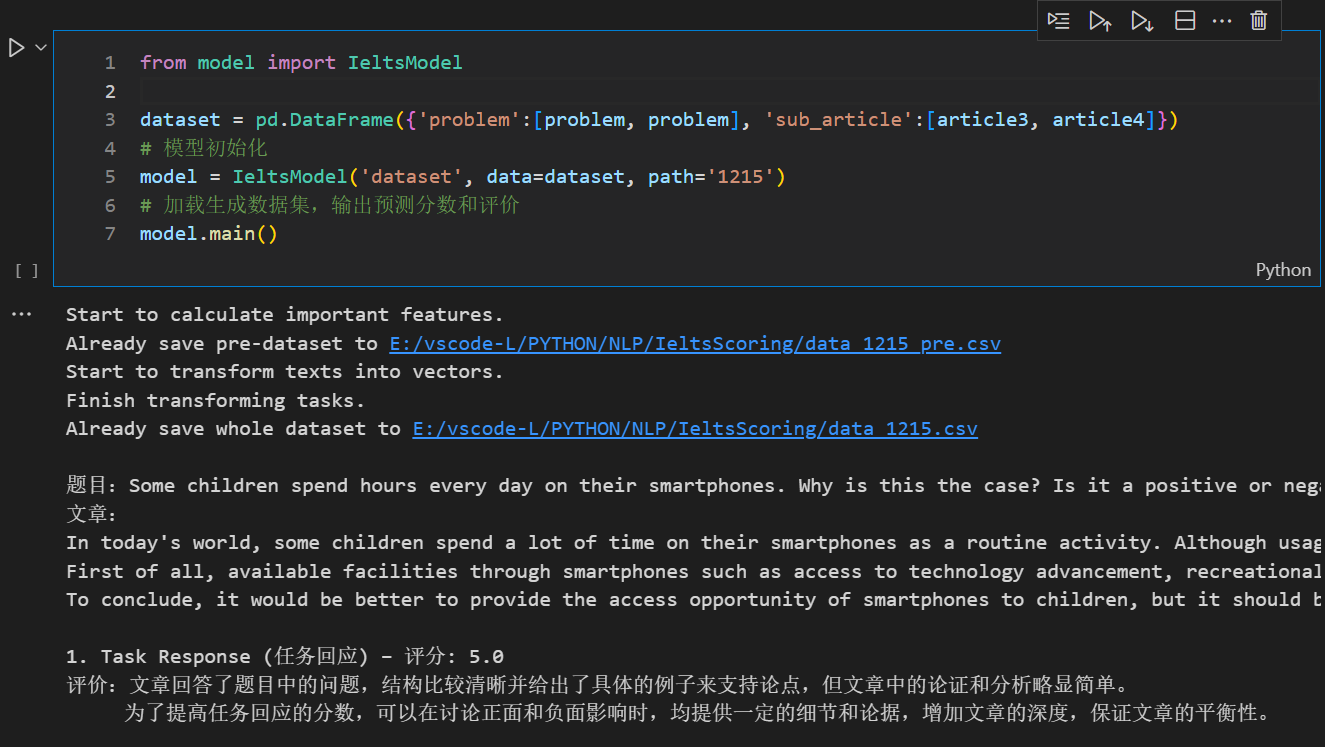 1 from model import IeltsModel
2
3 dataset = pd.DataFrame({'problem':[problem, problem], 'sub_article':[article3, article4]})
4 # 模型初始化
5 model = IeltsModel('dataset', data=dataset, path='1215')
6 # 加载生成数据集，输出预测分数和评价
7 model.main()
[ ]
Python
Start to calculate important features.
Already save pre-dataset to E:/vscode-L/PYTHON/NLP/IeltsScoring/data_1215_pre.csv
Start to transform texts into vectors.
Finish transforming tasks.
Already save whole dataset to E:/vscode-L/PYTHON/NLP/IeltsScoring/data_1215.csv
题目：Some children spend hours every day on their smartphones. Why is this the case? Is it a positive or
文章：
In today's world, some children spend a lot of time on their smartphones as a routine activity. Although
First of all, available facilities through smartphones such as access to technology advancement, recreational
To conclude, it would be better to provide the access opportunity of smartphones to children, but it should
1. Task Response (任务回应) – 评分: 5.0
评价：文章回答了题目中的问题，结构比较清晰并给出了具体的例子来支持论点，但文章中的论证和分析略显简单。
为了提高任务回应的分数，可以在讨论正面和负面影响时，均提供一定的细节和论据，增加文章的深度，保证文章的平衡性。